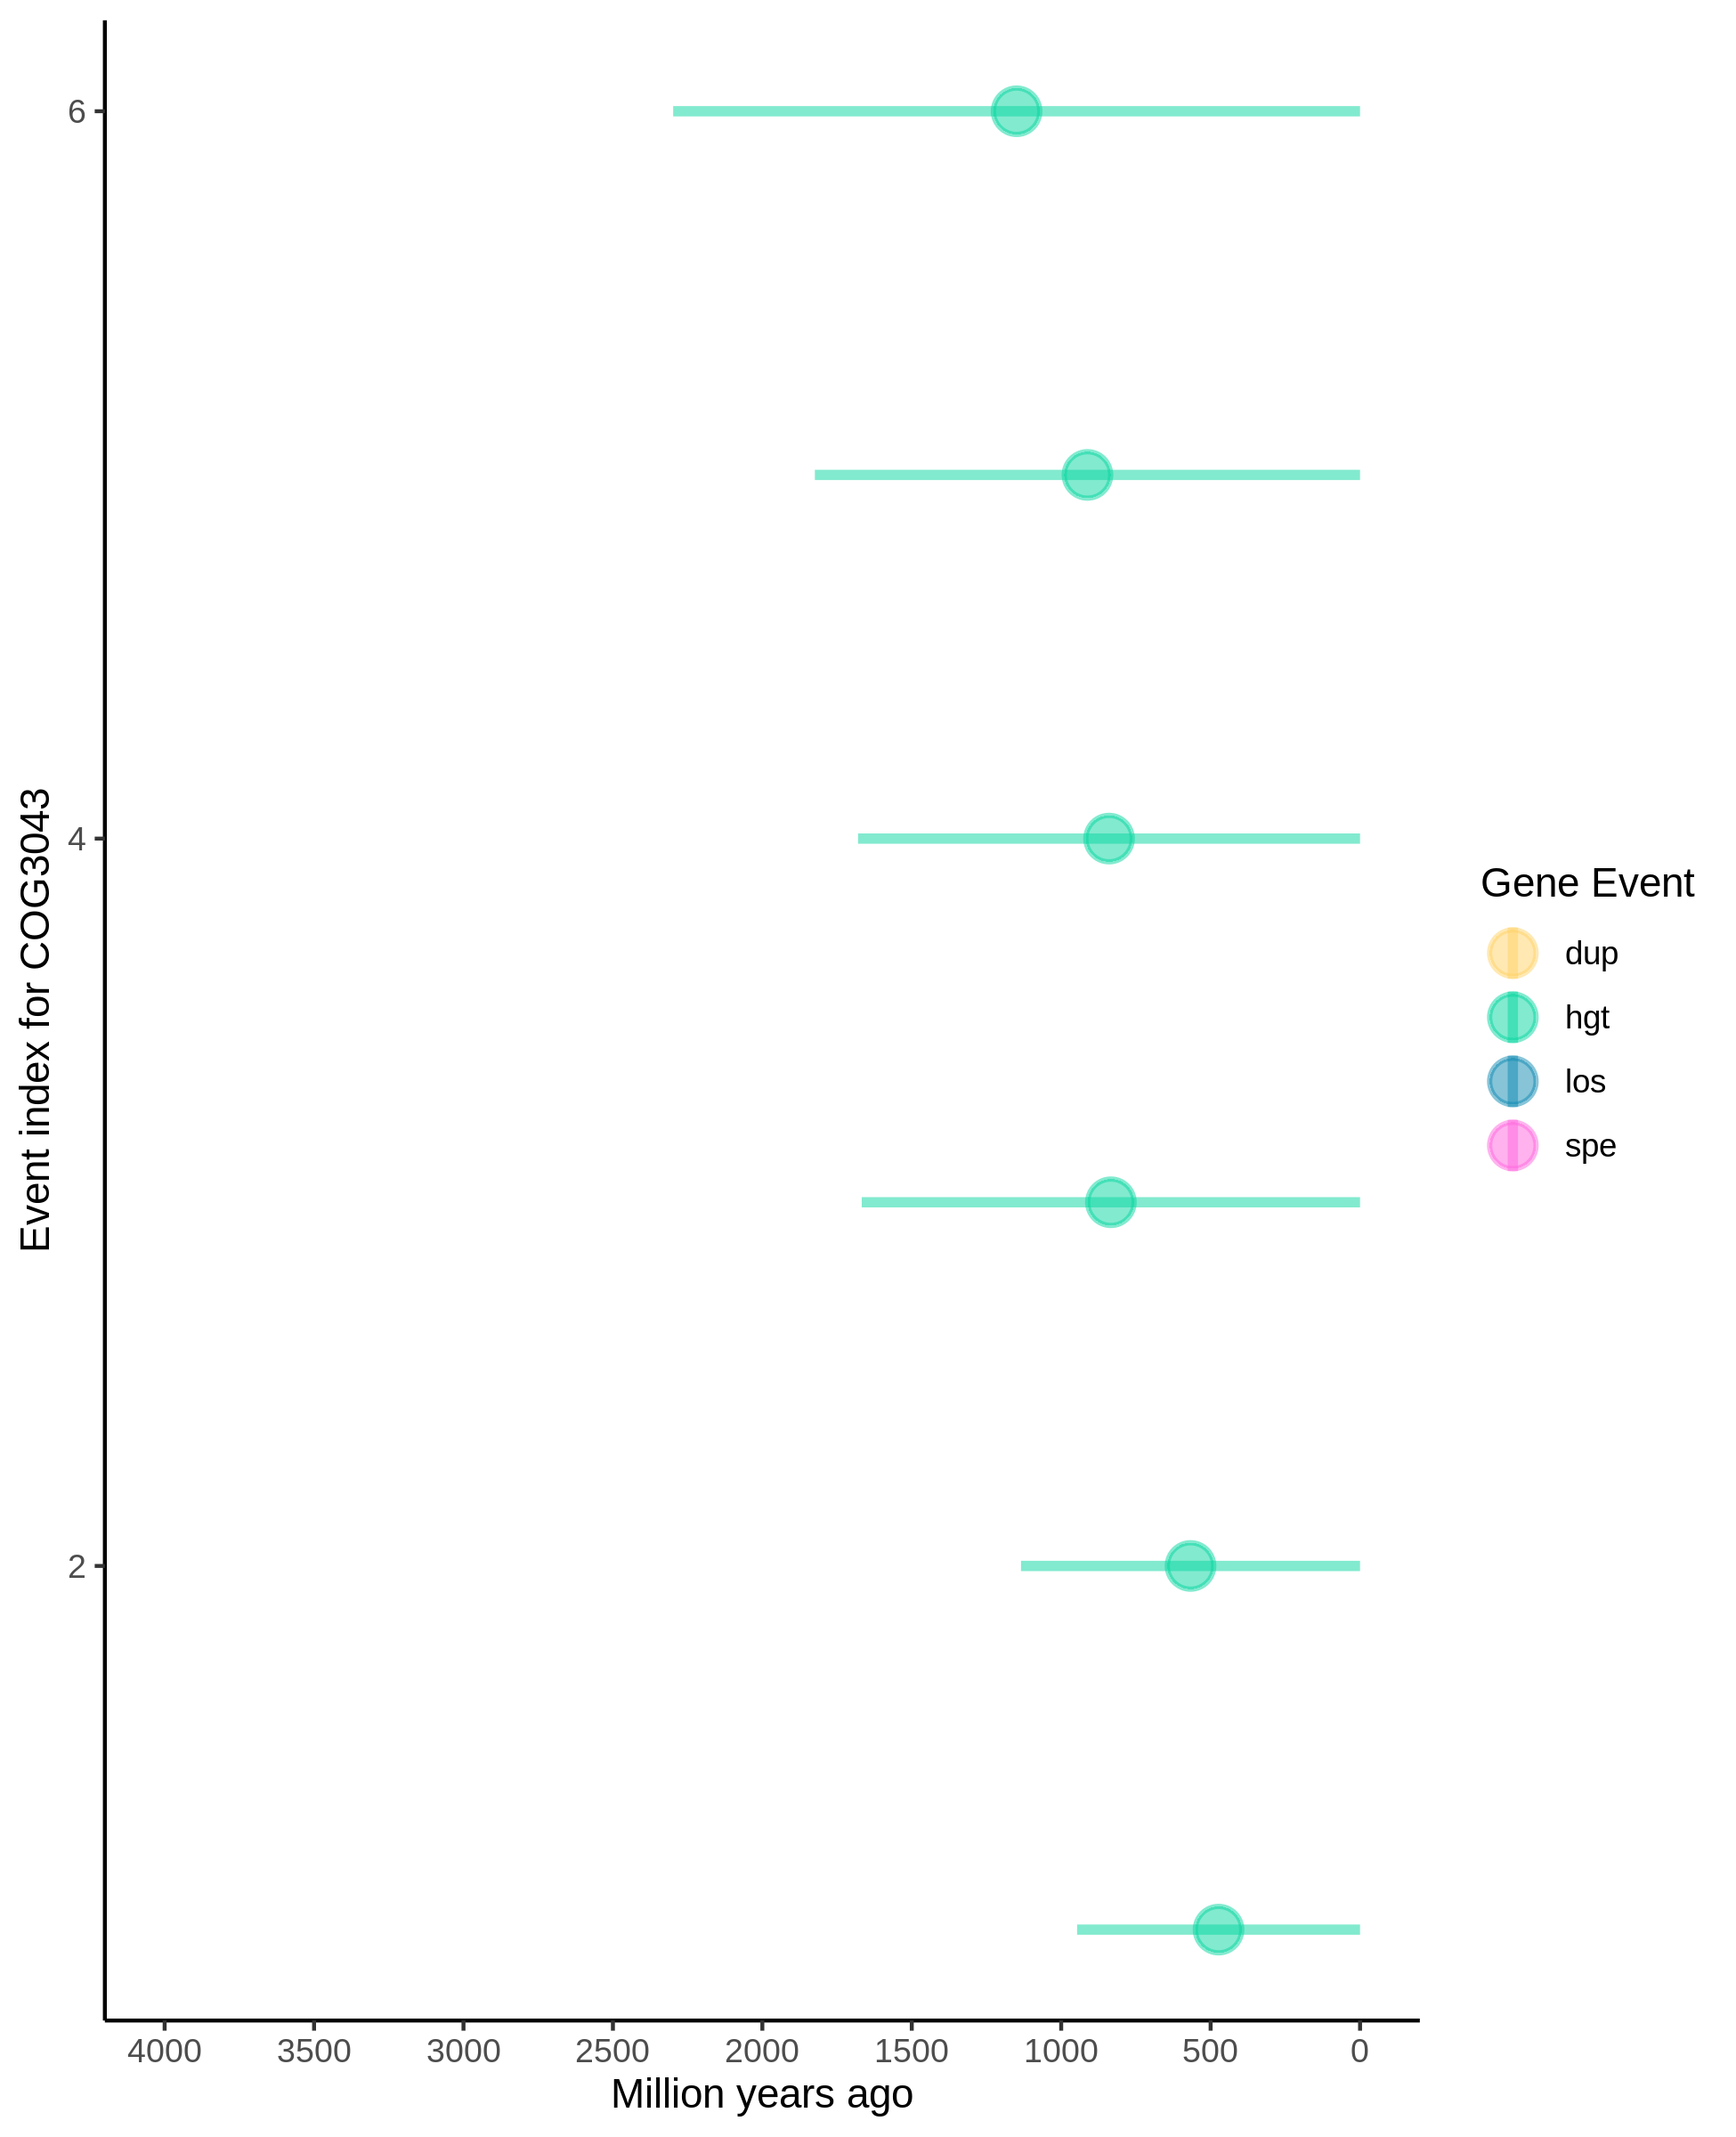 Event index for COG3043
6
4
2
4000 3500 3000 2500 2000 1500 1000 500 0
Million years ago
Gene Event
dup
hgt
los
spe